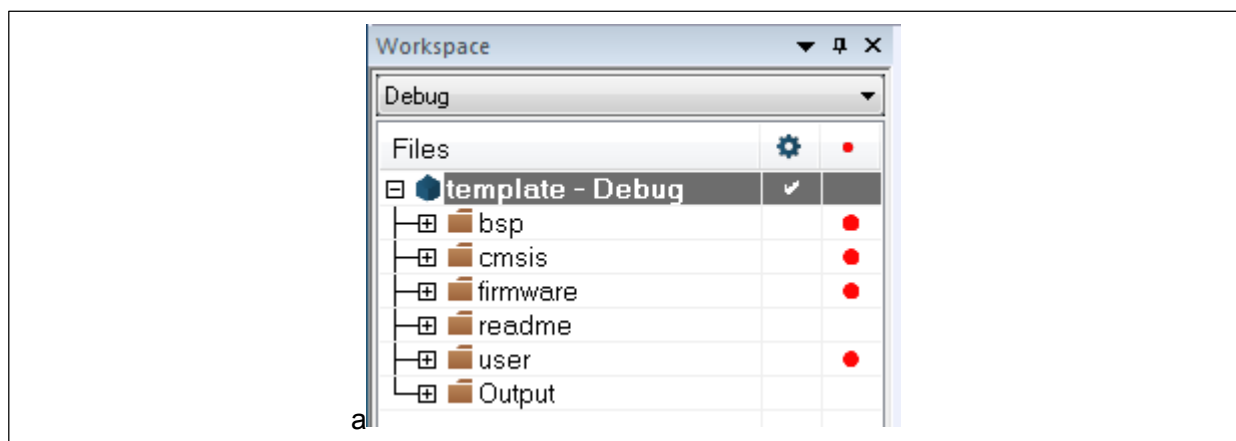 Workspace
Debug
Files
template - Debug
bsp
cmsis
firmware
readme
user
Output
a